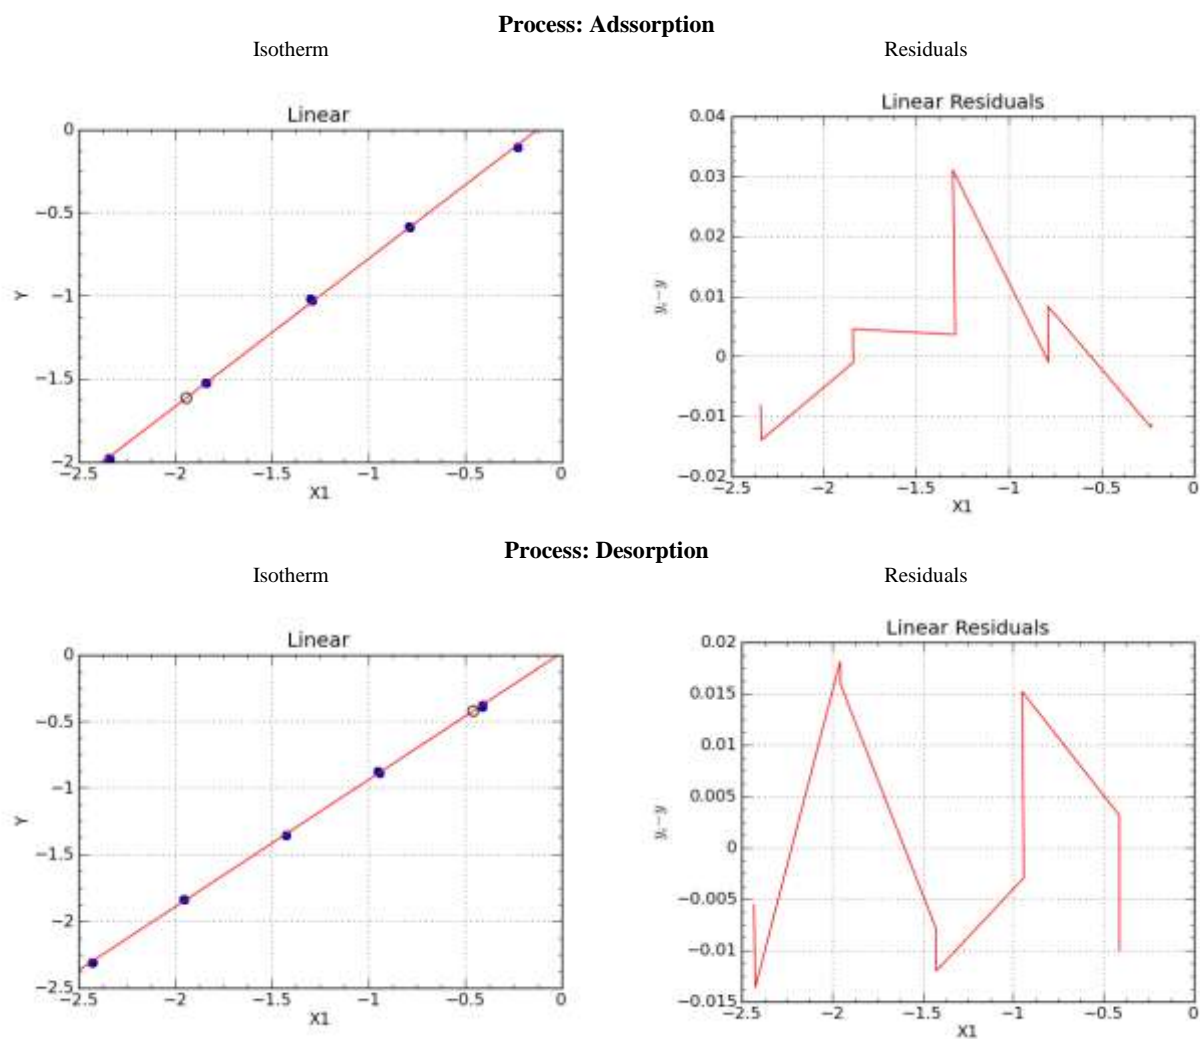 Process: Adssorption
Isotherm
Residuals
Linear
0
−0.5
−1
−1.5
−2
−2.5
−2
−1.5
−1
−0.5
0
Y
X1
Linear Residuals
0.04
0.03
0.02
0.01
0
−0.01
−0.02
−2.5
−2
−1.5
−1
−0.5
0
yᵢ−y
X1
Process: Desorption
Isotherm
Residuals
Linear
0
−0.5
−1
−1.5
−2
−2.5
−2.5
−2
−1.5
−1
−0.5
0
Y
X1
Linear Residuals
0.02
0.015
0.01
0.005
0
−0.005
−0.01
−0.015
−2.5
−2
−1.5
−1
−0.5
0
yᵢ−y
X1